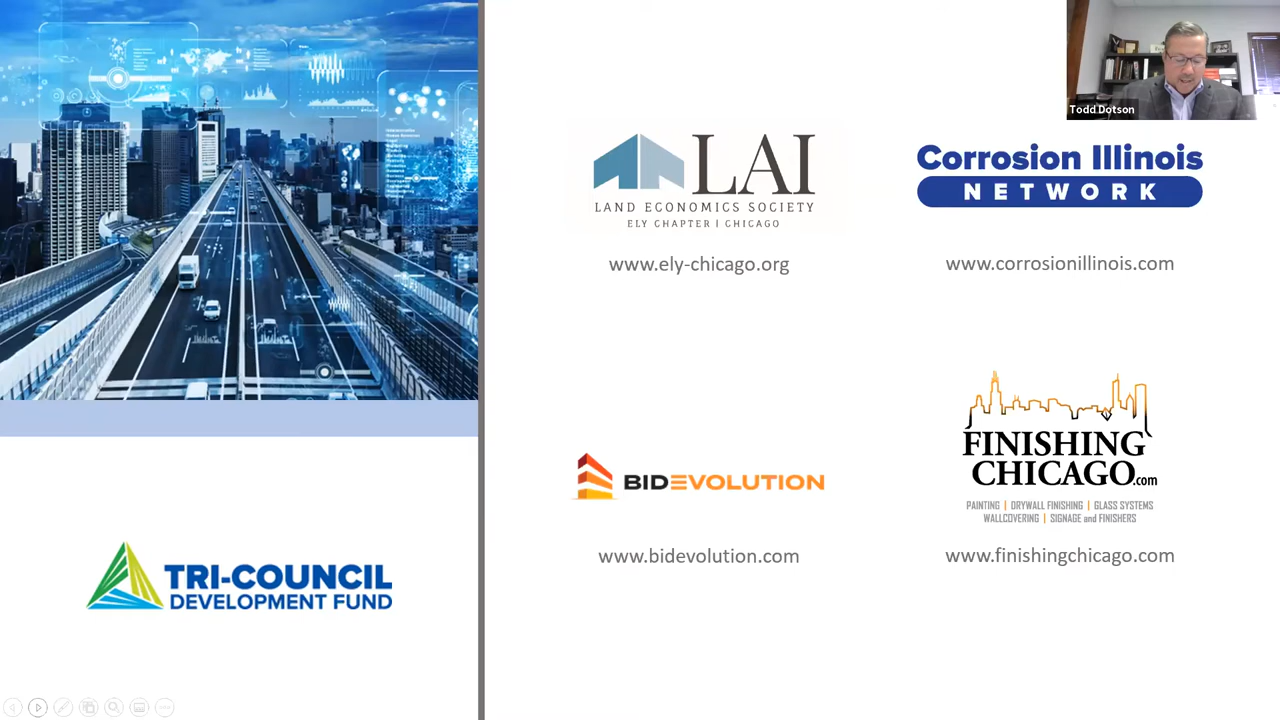 Todd Dotson
LAI
LAND ECONOMICS SOCIETY
ELY CHAPTER | CHICAGO
www.ely-chicago.org
Corrosion Illinois
NETWORK
www.corrosionillinois.com
BIDEVOLUTION
www.bidevolution.com
FINISHING
CHICAGO.com
PAINTING | DRYWALL FINISHING | GLASS SYSTEMS
WALLCOVERING | SIGNAGE and FINISHERS
www.finishingchicago.com
TRI-COUNCIL
DEVELOPMENT FUND